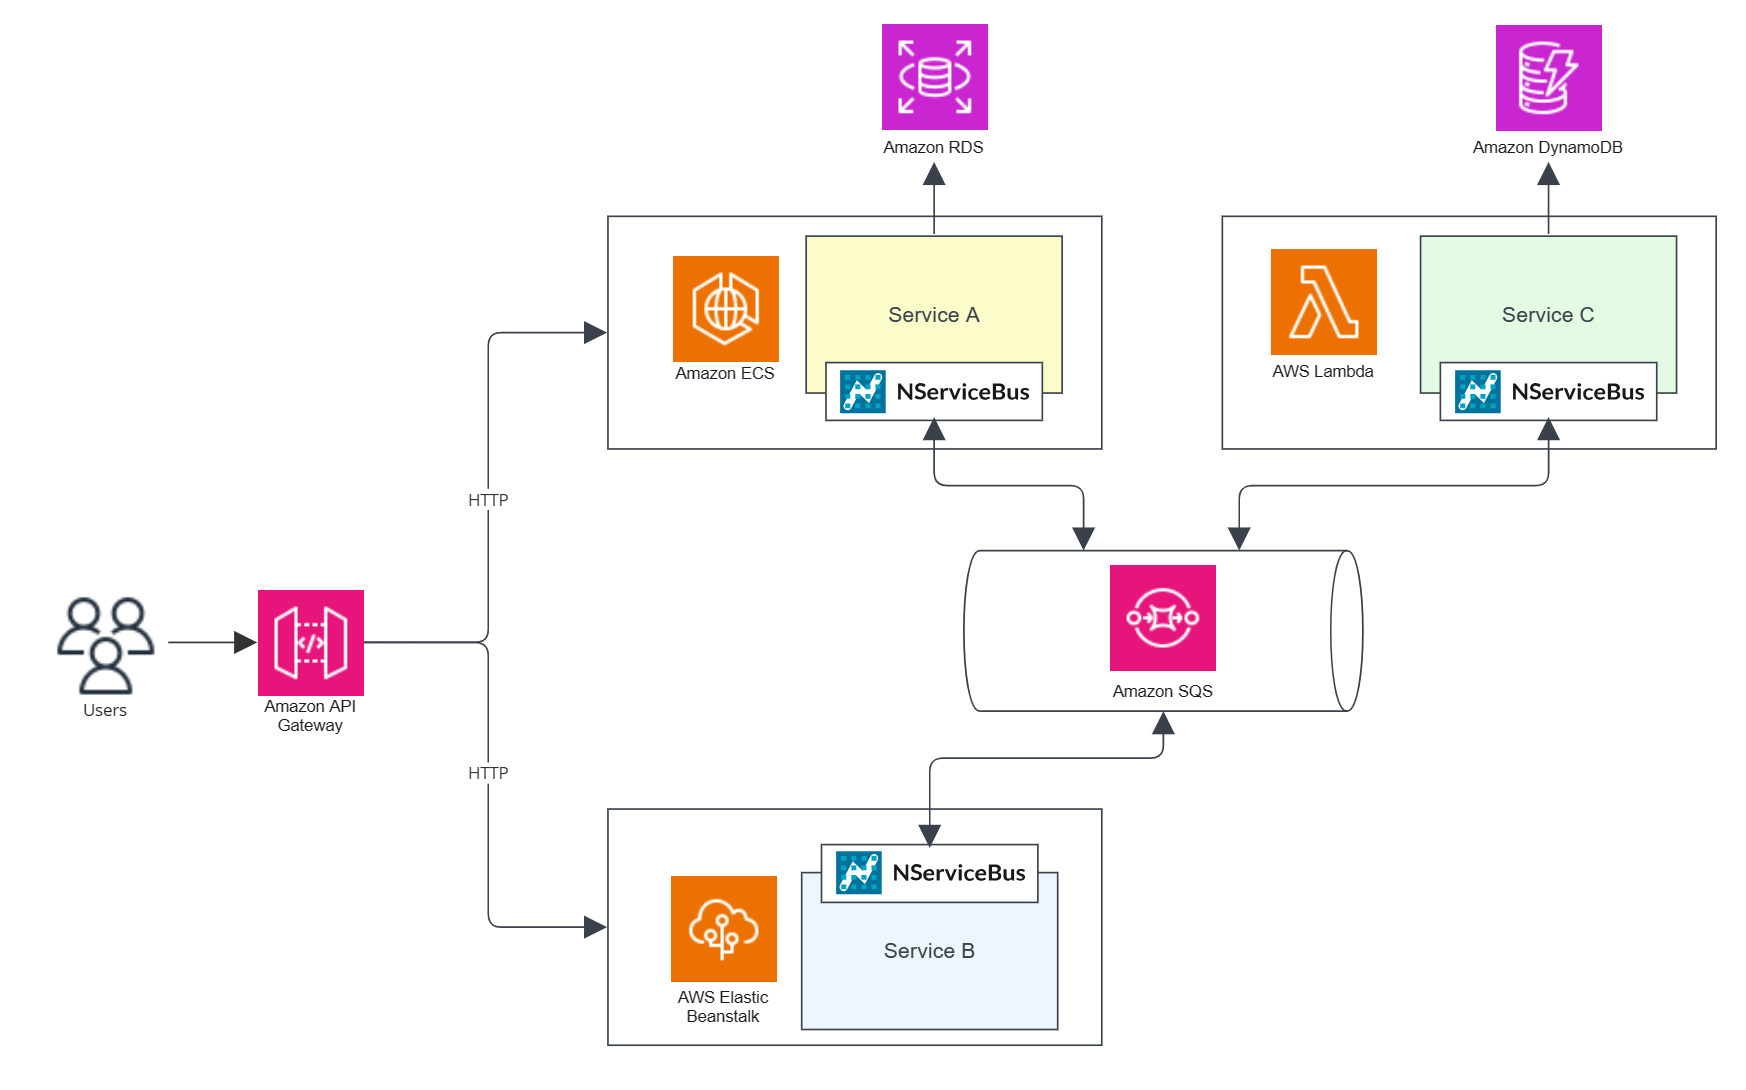 Amazon RDS
Amazon DynamoDB
Service A
Amazon ECS
NServiceBus
Service C
AWS Lambda
NServiceBus
HTTP
Users
Amazon API
Gateway
Amazon SQS
HTTP
NServiceBus
Service B
AWS Elastic
Beanstalk